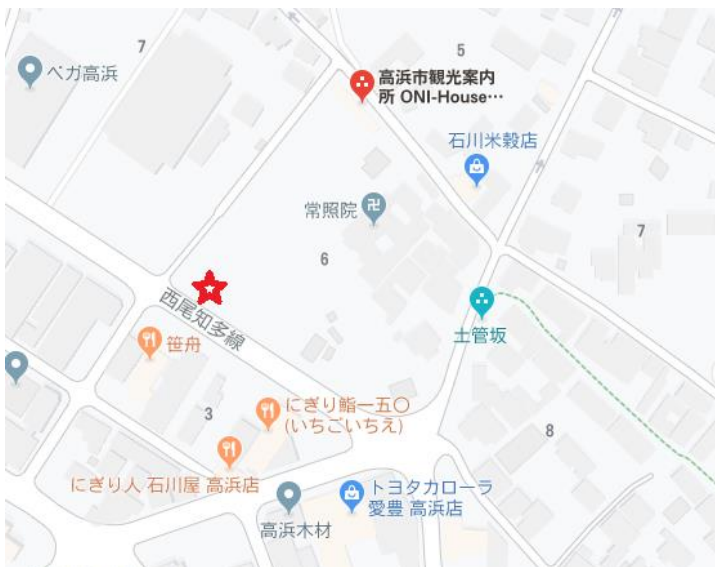 7
5
ベガ高浜
高浜市観光案内
所 ONI-House…
石川米穀店
常照院
卍
7
6
西尾知多線
土管坂
笹舟
にぎり鮨一五〇
(いちごいちえ)
3
8
にぎり人 石川屋 高浜店
トヨタカローラ
愛豊 高浜店
高浜木材